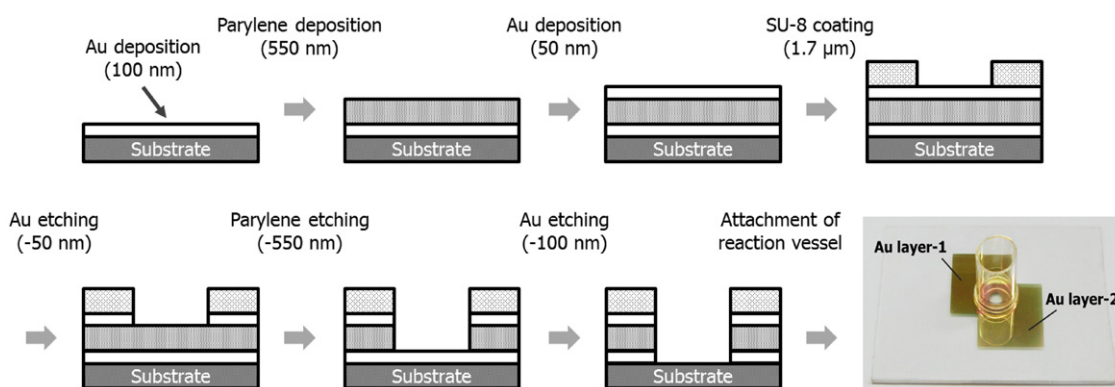 Au deposition
(100 nm)
Parylene deposition
(550 nm)
Au deposition
(50 nm)
SU-8 coating
(1.7 μm)
Substrate
Substrate
Substrate
Substrate
Au etching
(-50 nm)
Parylene etching
(-550 nm)
Au etching
(-100 nm)
Attachment of
reaction vessel
Substrate
Substrate
Substrate
Au layer-1
Au layer-2